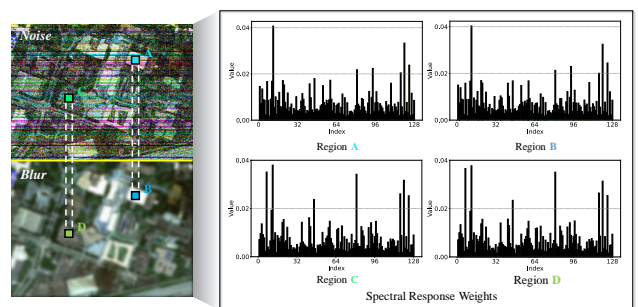 Noise
A
C
Blur
B
D
Value
0.04
0.02
0.00
0
32
64
96
128
Index
Region A
Value
0.04
0.02
0.00
0
32
64
96
128
Index
Region B
Value
0.04
0.02
0.00
0
32
64
96
128
Index
Region C
Value
0.04
0.02
0.00
0
32
64
96
128
Index
Region D
Spectral Response Weights